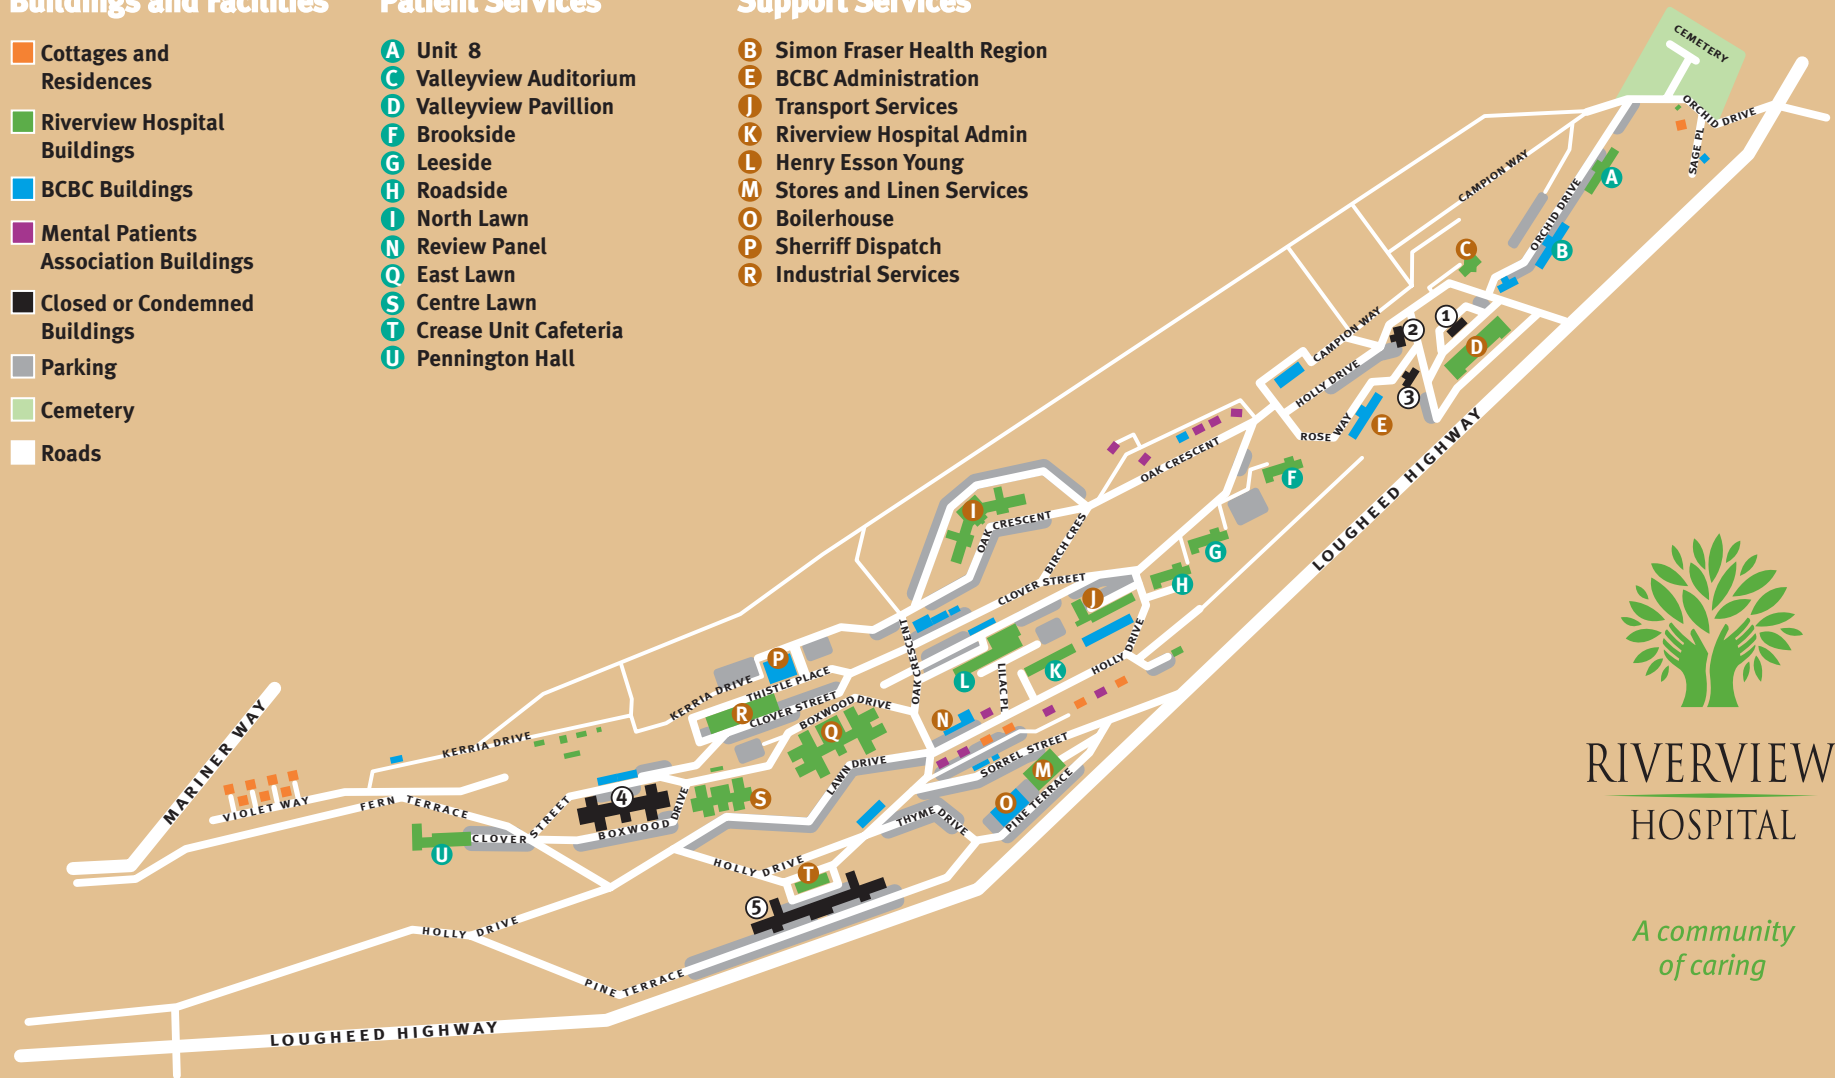 Buildings and Facilities
Cottages and
Residences
Riverview Hospital
Buildings
BCBC Buildings
Mental Patients
Association Buildings
Closed or Condemned
Buildings
Parking
Cemetery
Roads
Patient Services
A Unit 8
C Valleyview Auditorium
D Valleyview Pavillion
F Brookside
G Leeside
H Roadside
I North Lawn
N Review Panel
Q East Lawn
S Centre Lawn
T Crease Unit Cafeteria
U Pennington Hall
Support Services
B Simon Fraser Health Region
E BCBC Administration
J Transport Services
K Riverview Hospital Admin
L Henry Esson Young
M Stores and Linen Services
O Boilerhouse
P Sherriff Dispatch
R Industrial Services
CEMETERY
ORCHID DRIVE
SAGE PL
CAMPION WAY
A
ORCHID DRIVE
B
C
1
2
D
CAMPION WAY
HOLLY DRIVE
3
ROSE WAY
E
OAK CRESCENT
F
LOUGHEED HIGHWAY
I
OAK CRESCENT
BIRCH CRES
G
CLOVER STREET
H
J
OAK CRESCENT
HOLLY DRIVE
P
K
L
LILAC PL
KERRIA DRIVE
THISTLE PLACE
R
CLOVER STREET
BOXWOOD DRIVE
N
Q
MARINER WAY
KERRIA DRIVE
SORREL STREET
LAWN DRIVE
M
VIOLET WAY
FERN TERRACE
4
S
O
PINE TERRACE
THYME DRIVE
CLOVER STREET
BOXWOOD DRIVE
U
HOLLY DRIVE
T
5
HOLLY DRIVE
PINE TERRACE
LOUGHEED HIGHWAY
RIVERVIEW
HOSPITAL
A community
of caring